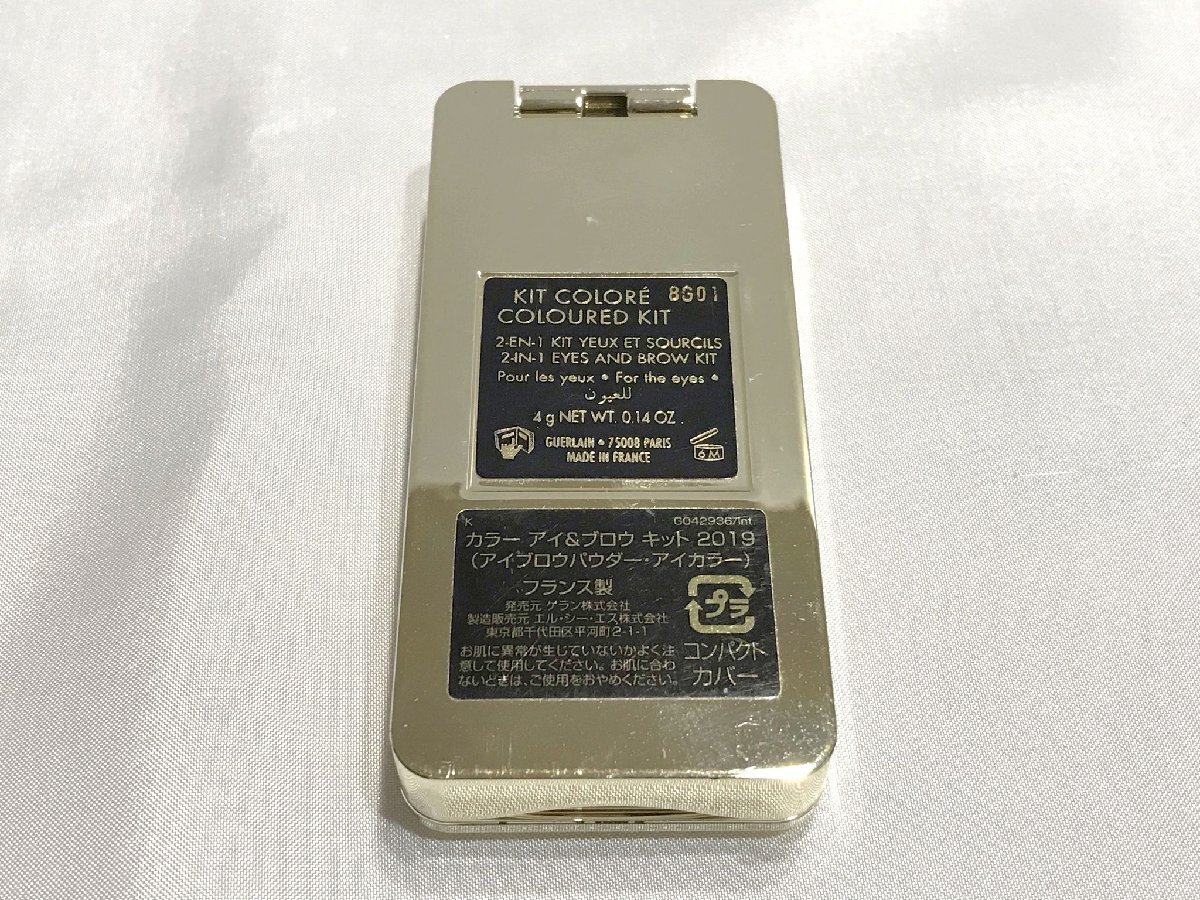 KIT COLORÉ 8S01
COLOURED KIT
2-EN-1 KIT YEUX ET SOURCILS
2-IN-1 EYES AND BROW KIT
Pour les yeux • For the eyes •
للعيون
4 g NET WT. 0.14 OZ.
GUERLAIN • 75008 PARIS
MADE IN FRANCE
6M
K G0429367int
カラー アイ&ブロウ キット 2019
(アイブロウパウダー・アイカラー)
フランス製
発売元 ゲラン株式会社
製造販売元 エル・シー・エス株式会社
東京都千代田区平河町2-1-1
お肌に異常が生じていないかよく注
意して使用してください。お肌に合わ
ないときは、ご使用をおやめください。
プラ
コンパクト
カバー